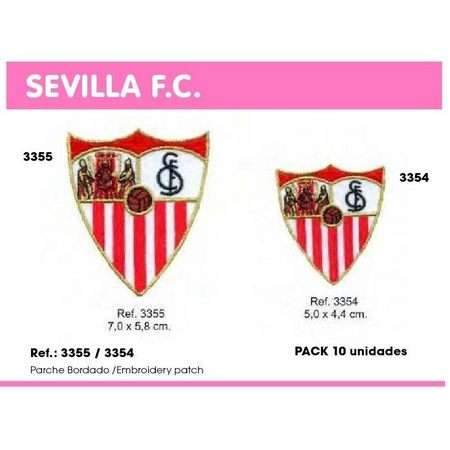 SEVILLA F.C.
3355
3354
Ref. 3355
7,0 x 5,8 cm.
Ref. 3354
5,0 x 4,4 cm.
Ref.: 3355 / 3354
PACK 10 unidades
Parche Bordado /Embroidery patch